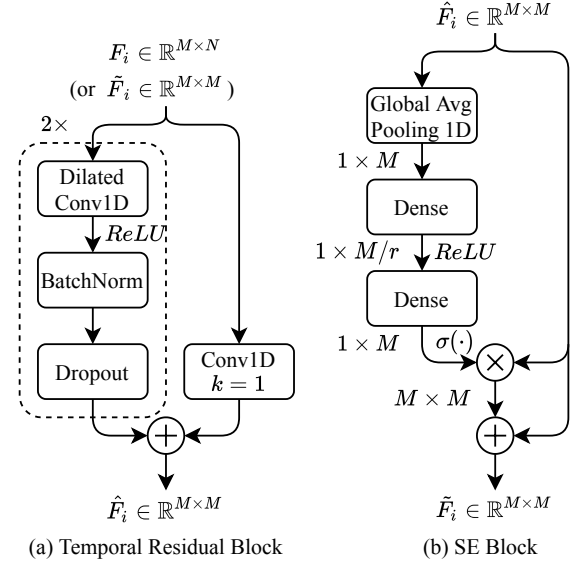 F_i ∈ ℝ^{M×N}
(or F̃_i ∈ ℝ^{M×M} )
2×
Dilated
Conv1D
ReLU
BatchNorm
Dropout
Conv1D
k = 1
+
F̂_i ∈ ℝ^{M×M}
(a) Temporal Residual Block
F̂_i ∈ ℝ^{M×M}
Global Avg
Pooling 1D
1 × M
Dense
1 × M/r
ReLU
Dense
1 × M
σ(·)
×
M × M
+
F̃_i ∈ ℝ^{M×M}
(b) SE Block